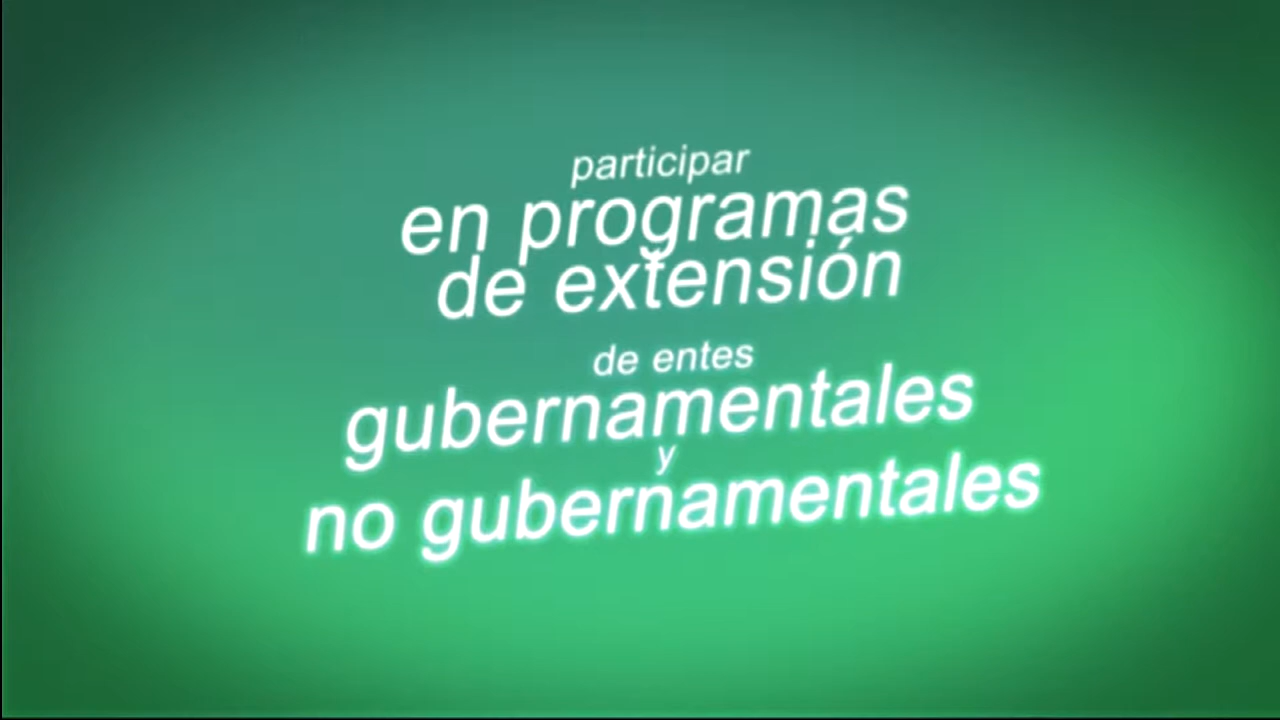 participar
en programas
de extensión
de entes
gubernamentales
y
no gubernamentales